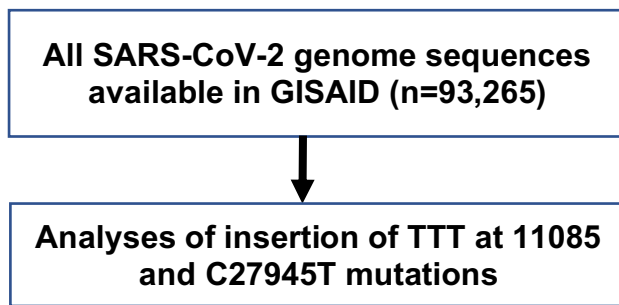 All SARS-CoV-2 genome sequences
available in GISAID (n=93,265)
Analyses of insertion of TTT at 11085
and C27945T mutations